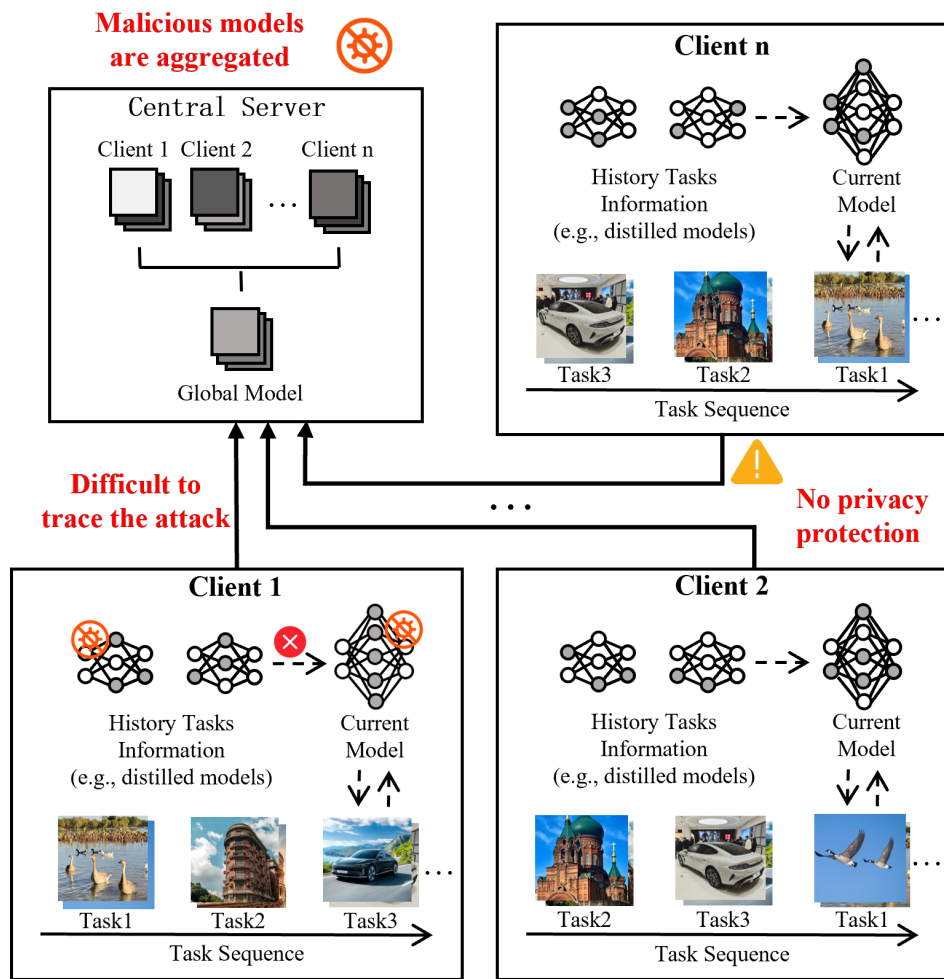 Malicious models
are aggregated
Central Server
Client 1
Client 2
Client n
...
Global Model
Client n
History Tasks
Information
(e.g., distilled models)
Current
Model
...
Task3
Task2
Task1
Task Sequence
Difficult to
trace the attack
...
No privacy
protection
Client 1
History Tasks
Information
(e.g., distilled models)
Current
Model
...
Task1
Task2
Task3
Task Sequence
Client 2
History Tasks
Information
(e.g., distilled models)
Current
Model
...
Task2
Task3
Task1
Task Sequence